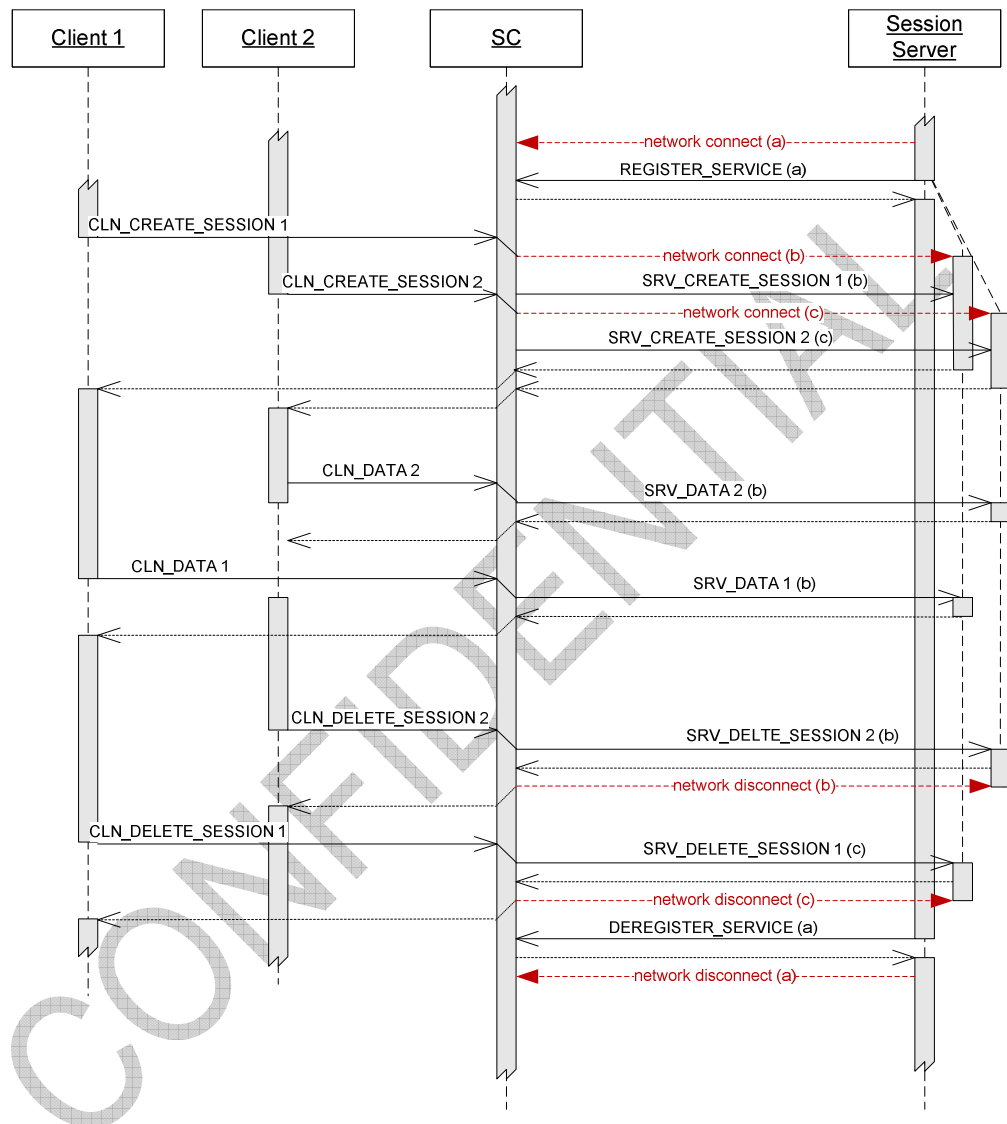 Client 1
Client 2
SC
Session
Server
network connect (a)
REGISTER_SERVICE (a)
CLN_CREATE_SESSION 1
network connect (b)
CLN_CREATE_SESSION 2
SRV_CREATE_SESSION 1 (b)
network connect (c)
SRV_CREATE_SESSION 2 (c)
CLN_DATA 2
SRV_DATA 2 (b)
CLN_DATA 1
SRV_DATA 1 (b)
CLN_DELETE_SESSION 2
SRV_DELTE_SESSION 2 (b)
network disconnect (b)
CLN_DELETE_SESSION 1
SRV_DELETE_SESSION 1 (c)
network disconnect (c)
DEREGISTER_SERVICE (a)
network disconnect (a)
CONFIDENTIAL